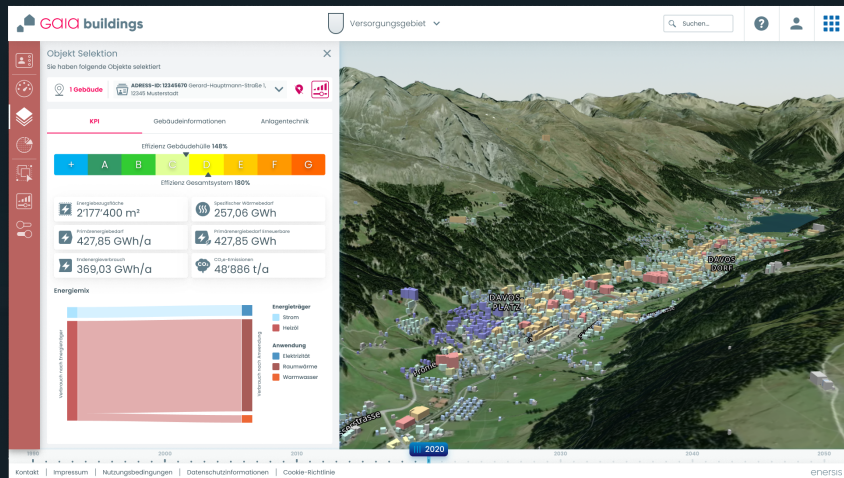 GaIa buildings
Versorgungsgebiet
Suchen...
Objekt Selektion
Sie haben folgende Objekte selektiert
1 Gebäude
ADRESS-ID: 12345670 Gerard-Hauptmann-Straße 1,
12345 Musterstadt
KPI
Gebäudeinformationen
Anlagentechnik
Effizienz Gebäudehülle 148%
+ A B C D E F G
Effizienz Gesamtsystem 180%
Energiebezugsfläche
2'177'400 m²
Spezifischer Wärmebedarf
257,06 GWh
Primärenergiebedarf
427,85 GWh/a
Primärenergiebedarf Erneuerbare
427,85 GWh
Endenergieverbrauch
369,03 GWh/a
CO₂
CO₂e-Emissionen
48'886 t/a
Energiemix
Verbrauch nach Energieträger
Verbrauch nach Anwendung
Energieträger
Strom
Heizöl
Anwendung
Elektrizität
Raumwärme
Warmwasser
DAVOS
DORF
DAVOS
PLATZ
1990
2000
2010
2020
2030
2040
2050
Kontakt | Impressum | Nutzungsbedingungen | Datenschutzinformationen | Cookie-Richtlinie
enersis